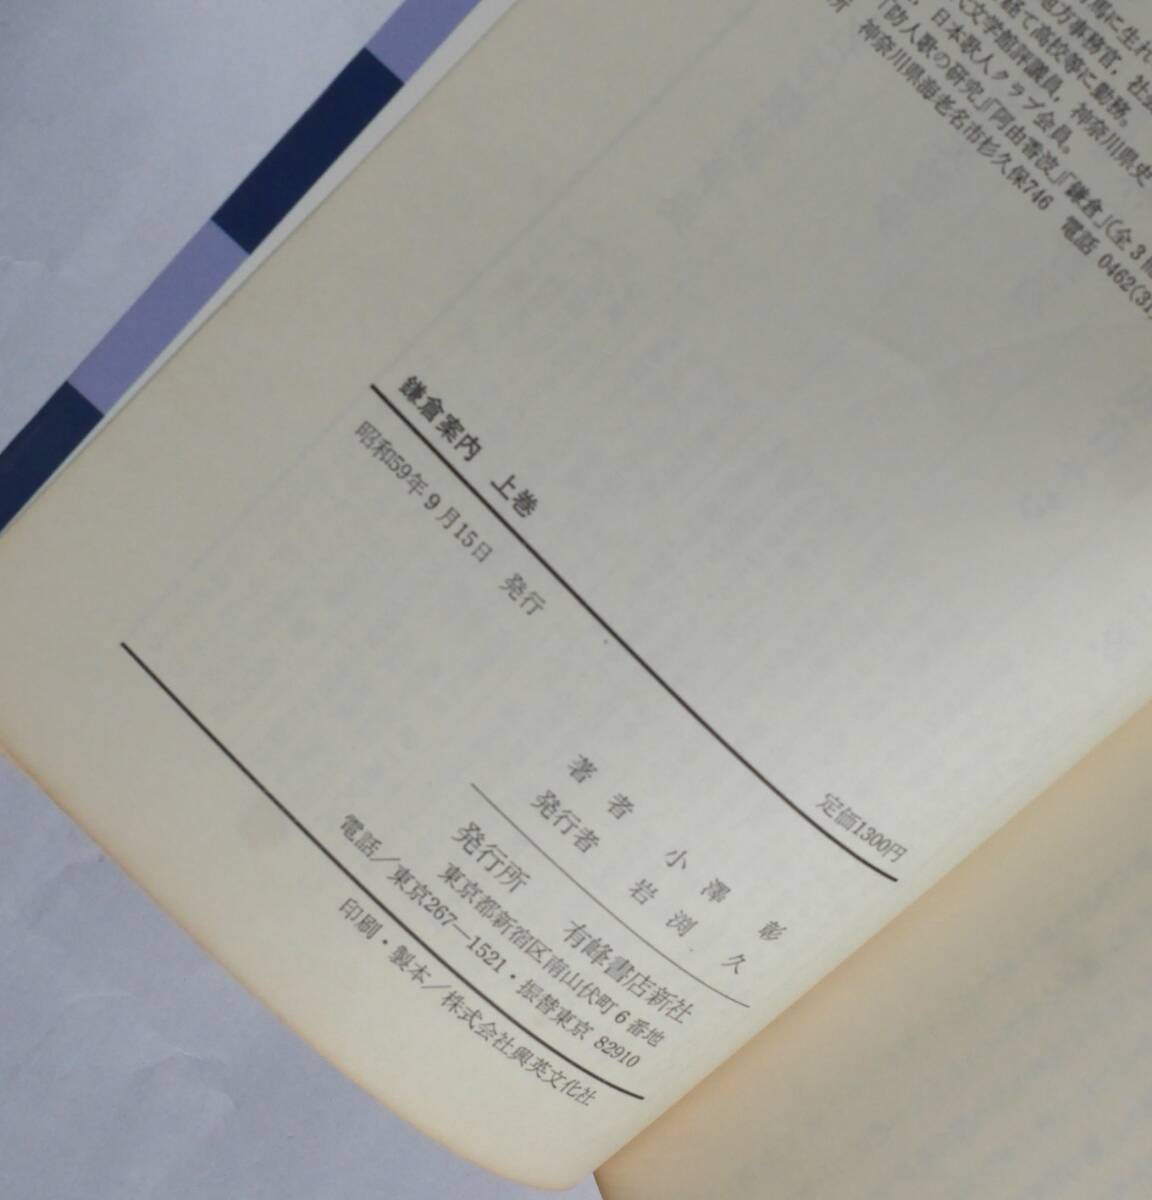 馬に生れ
地方事務官，社会
経て高校等に勤務。
代文学館評議員，神奈川県史
日本歌人クラブ会員。
『防人歌の研究』『阿由香波』『鎌倉』（全３冊
所 神奈川県海老名市杉久保746 電話 0462(31)
鎌倉案内 上巻 定価1300円
昭和59年９月15日 発行
著者 小澤彰
発行者 岩渕久
発行所 有峰書店新社
東京都新宿区南山伏町６番地
電話／東京267―1521・振替東京 82910
印刷・製本／株式会社興英文化社